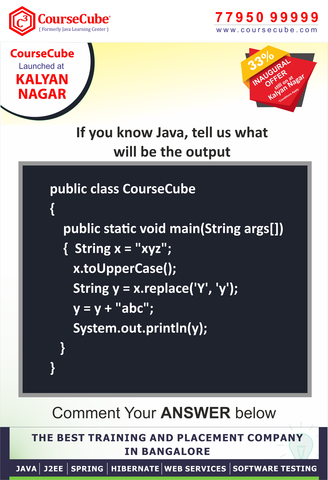 CourseCube
( Formerly Java Learning Center )
77950 99999
www.coursecube.com
CourseCube
Launched at
KALYAN
NAGAR
33%
INAUGURAL
OFFER
Kalyan Nagar
If you know Java, tell us what
will be the output
public class CourseCube
{
public static void main(String args[])
{ String x = "xyz";
x.toUpperCase();
String y = x.replace('Y', 'y');
y = y + "abc";
System.out.println(y);
}
}
Comment Your ANSWER below
THE BEST TRAINING AND PLACEMENT COMPANY
IN BANGALORE
JAVA | J2EE | SPRING | HIBERNATE | WEB SERVICES | SOFTWARE TESTING